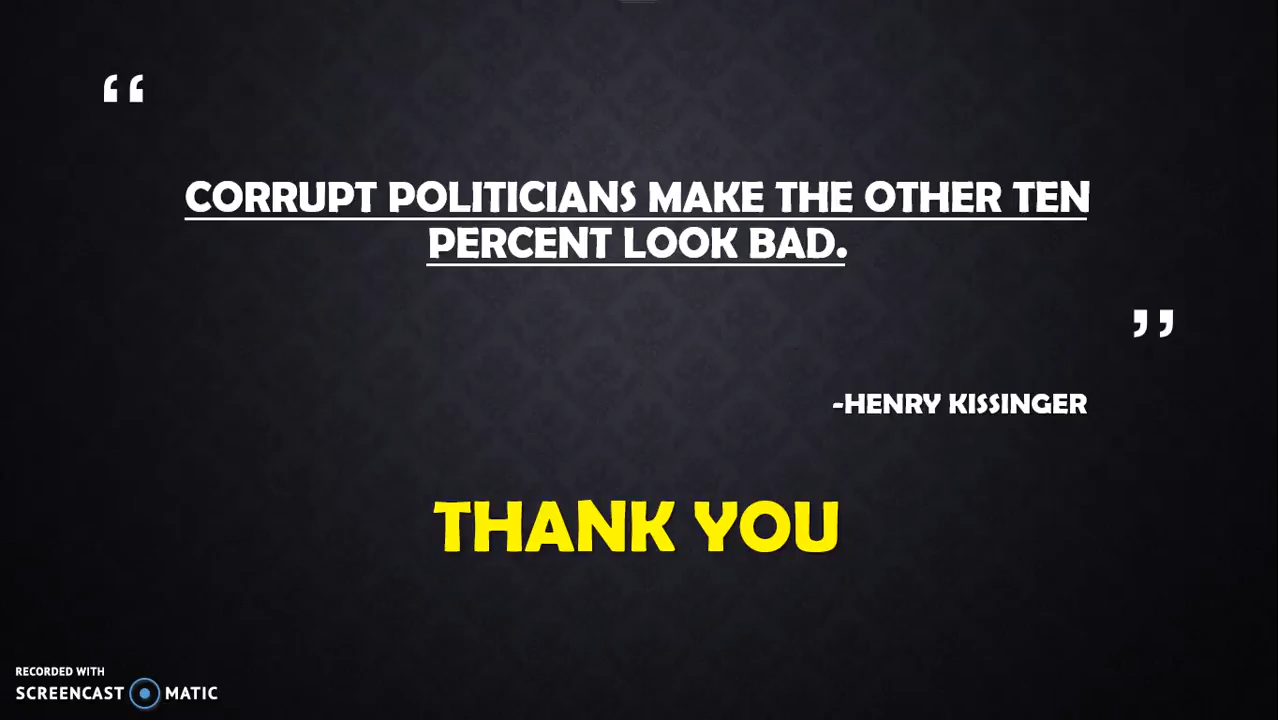 “
CORRUPT POLITICIANS MAKE THE OTHER TEN
PERCENT LOOK BAD.
”
-HENRY KISSINGER
THANK YOU
RECORDED WITH
SCREENCAST MATIC